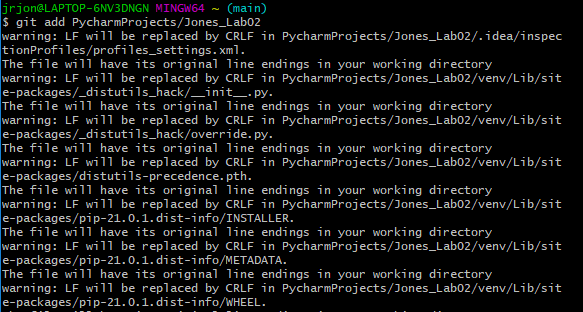 jrjon@LAPTOP-6NV3DNGN MINGW64 ~ (main)
$ git add PycharmProjects/Jones_Lab02
warning: LF will be replaced by CRLF in PycharmProjects/Jones_Lab02/.idea/inspec
tionProfiles/profiles_settings.xml.
The file will have its original line endings in your working directory
warning: LF will be replaced by CRLF in PycharmProjects/Jones_Lab02/venv/Lib/sit
e-packages/_distutils_hack/__init__.py.
The file will have its original line endings in your working directory
warning: LF will be replaced by CRLF in PycharmProjects/Jones_Lab02/venv/Lib/sit
e-packages/_distutils_hack/override.py.
The file will have its original line endings in your working directory
warning: LF will be replaced by CRLF in PycharmProjects/Jones_Lab02/venv/Lib/sit
e-packages/distutils-precedence.pth.
The file will have its original line endings in your working directory
warning: LF will be replaced by CRLF in PycharmProjects/Jones_Lab02/venv/Lib/sit
e-packages/pip-21.0.1.dist-info/INSTALLER.
The file will have its original line endings in your working directory
warning: LF will be replaced by CRLF in PycharmProjects/Jones_Lab02/venv/Lib/sit
e-packages/pip-21.0.1.dist-info/METADATA.
The file will have its original line endings in your working directory
warning: LF will be replaced by CRLF in PycharmProjects/Jones_Lab02/venv/Lib/sit
e-packages/pip-21.0.1.dist-info/WHEEL.